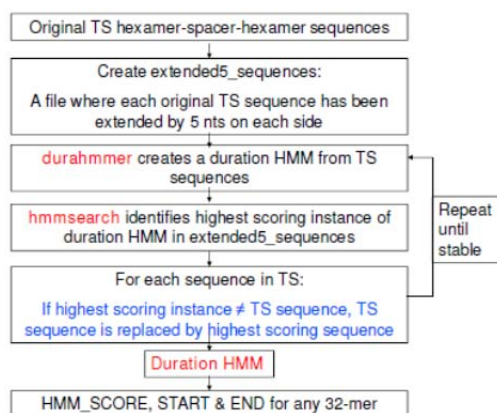 Original TS hexamer-spacer-hexamer sequences
Create extended5_sequences:
A file where each original TS sequence has been
extended by 5 nts on each side
durahmmer creates a duration HMM from TS
sequences
hmmsearch identifies highest scoring instance of
duration HMM in extended5_sequences
Repeat
until
stable
For each sequence in TS:
If highest scoring instance ≠ TS sequence, TS
sequence is replaced by highest scoring sequence
Duration HMM
HMM_SCORE, START & END for any 32-mer